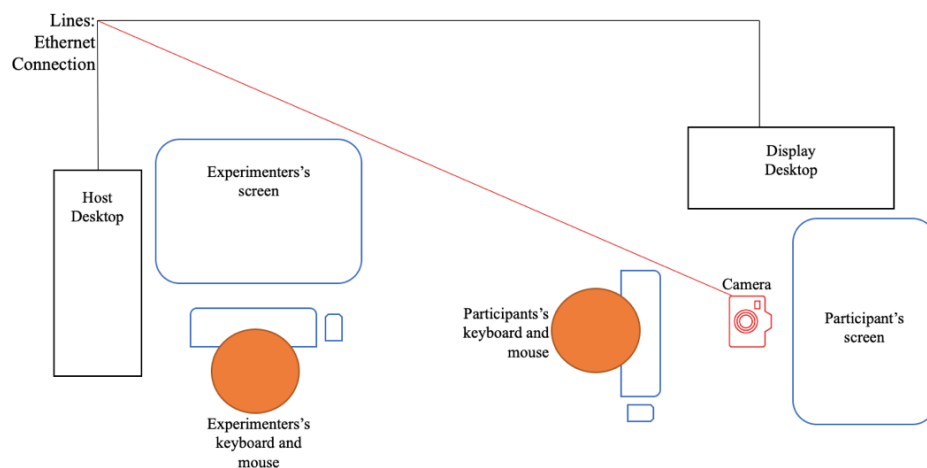 Lines:
Ethernet
Connection
Host
Desktop
Experimenters's
screen
Display
Desktop
Camera
Participant's
screen
Participants's
keyboard and
mouse
Experimenters's
keyboard and
mouse